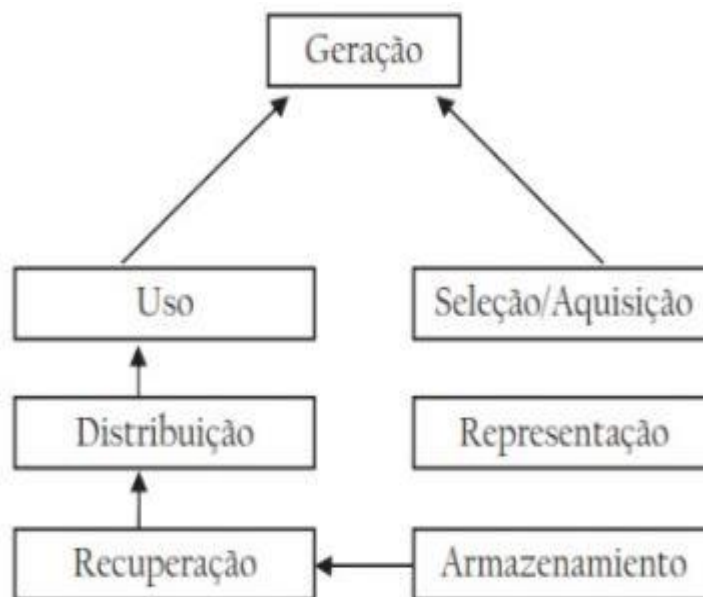 Geração
Uso
Seleção/Aquisição
Distribuição
Representação
Recuperação
Armazenamiento